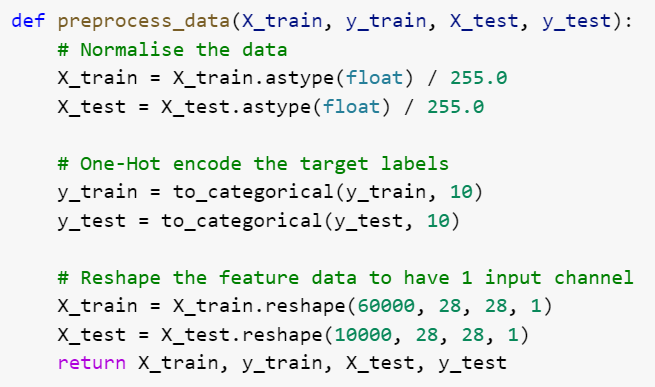 def preprocess_data(X_train, y_train, X_test, y_test):
    # Normalise the data
    X_train = X_train.astype(float) / 255.0
    X_test = X_test.astype(float) / 255.0

    # One-Hot encode the target labels
    y_train = to_categorical(y_train, 10)
    y_test = to_categorical(y_test, 10)

    # Reshape the feature data to have 1 input channel
    X_train = X_train.reshape(60000, 28, 28, 1)
    X_test = X_test.reshape(10000, 28, 28, 1)
    return X_train, y_train, X_test, y_test